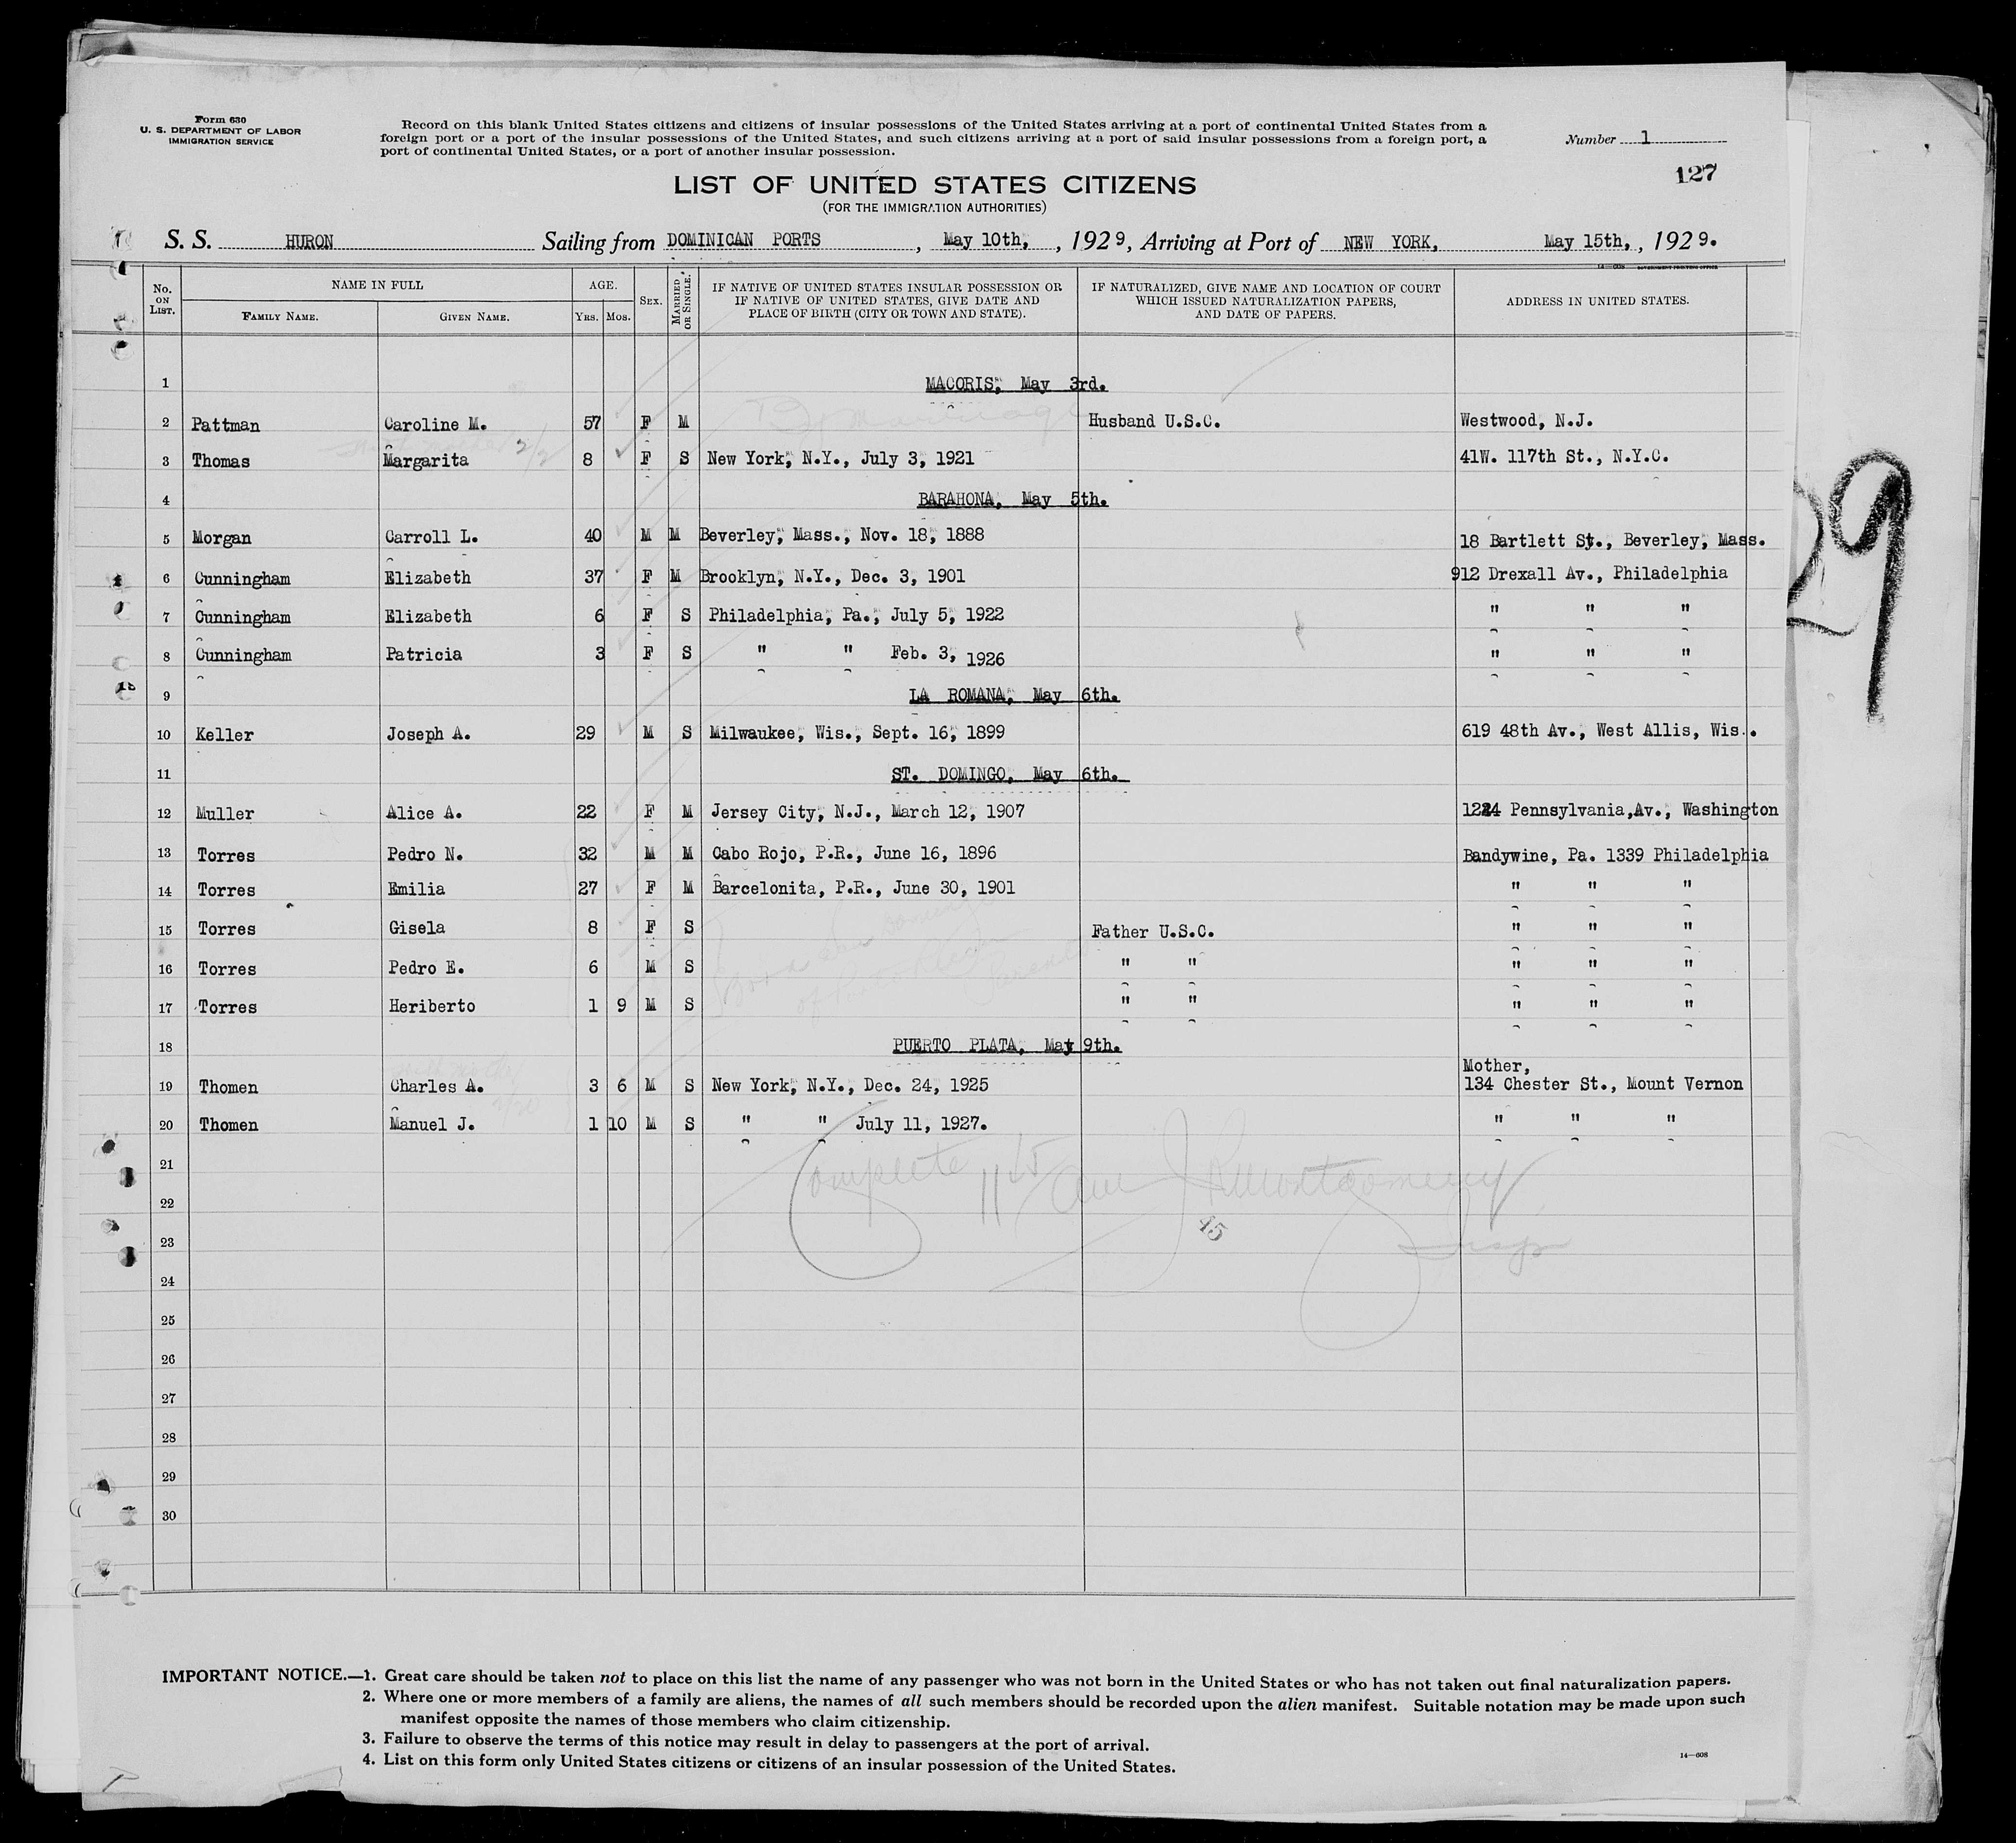 Form 630
U. S. DEPARTMENT OF LABOR
IMMIGRATION SERVICE
Record on this blank United States citizens and citizens of insular possessions of the United States arriving at a port of continental United States from a
foreign port or a port of the insular possessions of the United States, and such citizens arriving at a port of said insular possessions from a foreign port, a
port of continental United States, or a port of another insular possession.
Number 1
127
LIST OF UNITED STATES CITIZENS
(FOR THE IMMIGRATION AUTHORITIES)
S. S. HURON Sailing from DOMINICAN PORTS, May 10th, , 1929, Arriving at Port of NEW YORK, May 15th, , 1929.
No. ON LIST. NAME IN FULL FAMILY NAME. GIVEN NAME. AGE. YRS. MOS. SEX. MARRIED OR SINGLE. IF NATIVE OF UNITED STATES INSULAR POSSESSION OR IF NATIVE OF UNITED STATES, GIVE DATE AND PLACE OF BIRTH (CITY OR TOWN AND STATE). IF NATURALIZED, GIVE NAME AND LOCATION OF COURT WHICH ISSUED NATURALIZATION PAPERS, AND DATE OF PAPERS. ADDRESS IN UNITED STATES.
1 MACORIS, May 3rd.
2 Pattman Caroline M. 57 F M By marriage Husband U.S.C. Westwood, N.J.
3 Thomas Margarita 8 F S New York, N.Y., July 3, 1921 41W. 117th St., N.Y.C.
4 BARAHONA, May 5th.
5 Morgan Carroll L. 40 M M Beverley, Mass., Nov. 18, 1888 18 Bartlett St., Beverley, Mass.
6 Cunningham Elizabeth 37 F M Brooklyn, N.Y., Dec. 3, 1901 912 Drexall Av., Philadelphia
7 Cunningham Elizabeth 6 F S Philadelphia, Pa., July 5, 1922 " " "
8 Cunningham Patricia 3 F S " " Feb. 3, 1926 " " "
9 LA ROMANA, May 6th.
10 Keller Joseph A. 29 M S Milwaukee, Wis., Sept. 16, 1899 619 48th Av., West Allis, Wis.
11 ST. DOMINGO, May 6th.
12 Muller Alice A. 22 F M Jersey City, N.J., March 12, 1907 Pennsylvania,Av., Washington
13 Torres Pedro N. 32 M M Cabo Rojo, P.R., June 16, 1896 Bandywine, Pa. 1339 Philadelphia
14 Torres Emilia 27 F M Barcelonita, P.R., June 30, 1901 " " "
15 Torres Gisela 8 F S Father U.S.C. " " "
16 Torres Pedro E. 6 M S " " " " "
17 Torres Heriberto 1 9 M S " " " " "
18 PUERTO PLATA, May 9th.
Mother,
19 Thomen Charles A. 3 6 M S New York, N.Y., Dec. 24, 1925 134 Chester St., Mount Vernon
20 Thomen Manuel J. 1 10 M S " " July 11, 1927. " " "
21
Complete
Montgomery
22
45
23
Insp
24
25
26
27
28
29
30
29
IMPORTANT NOTICE.—1. Great care should be taken not to place on this list the name of any passenger who was not born in the United States or who has not taken out final naturalization papers.
2. Where one or more members of a family are aliens, the names of all such members should be recorded upon the alien manifest. Suitable notation may be made upon such
manifest opposite the names of those members who claim citizenship.
3. Failure to observe the terms of this notice may result in delay to passengers at the port of arrival.
4. List on this form only United States citizens or citizens of an insular possession of the United States.
14—608